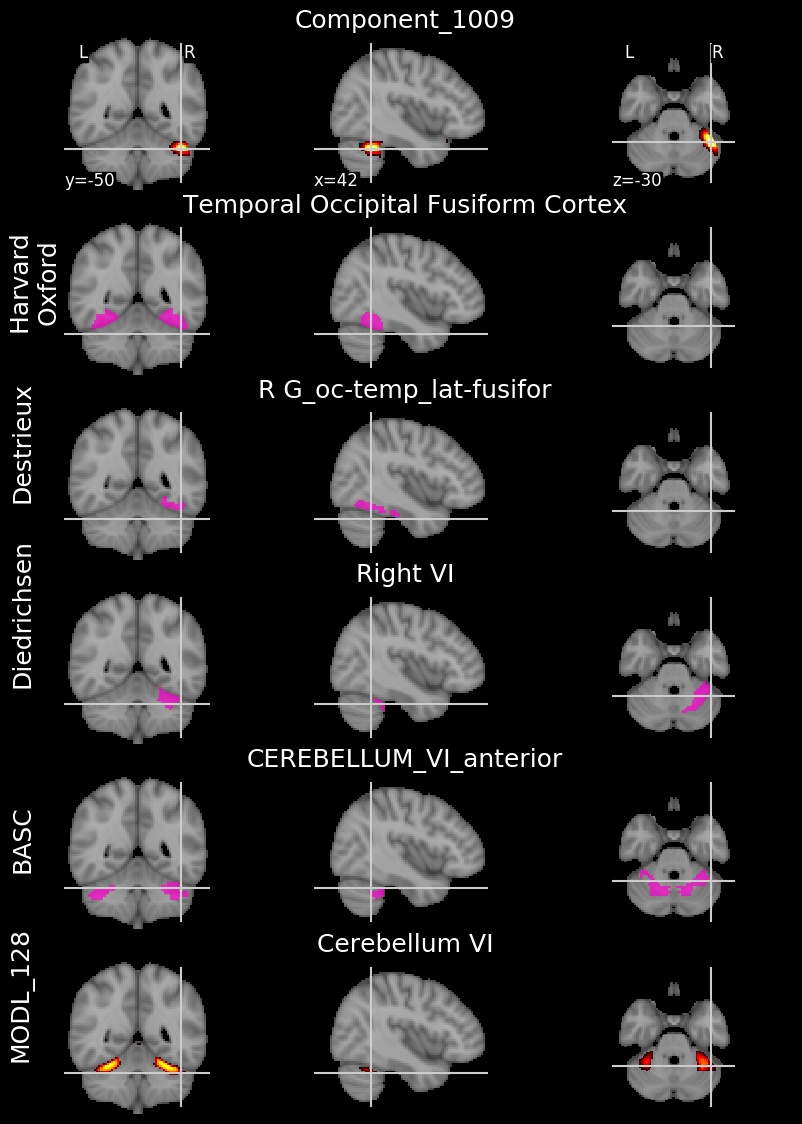 Component_1009
L R L R
y=-50 x=42 z=-30
Temporal Occipital Fusiform Cortex
Harvard
Oxford
R G_oc-temp_lat-fusifor
Destrieux
Right VI
Diedrichsen
CEREBELLUM_VI_anterior
BASC
Cerebellum VI
MODL_128